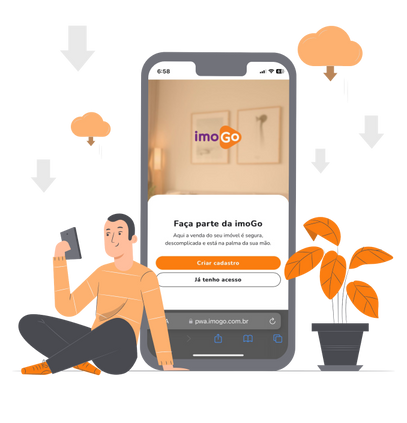 6:58
imoGo
Faça parte da imoGo
Aqui a venda do seu imóvel é segura,
descomplicada e está na palma da sua mão.
Criar cadastro
Já tenho acesso
pwa.imogo.com.br